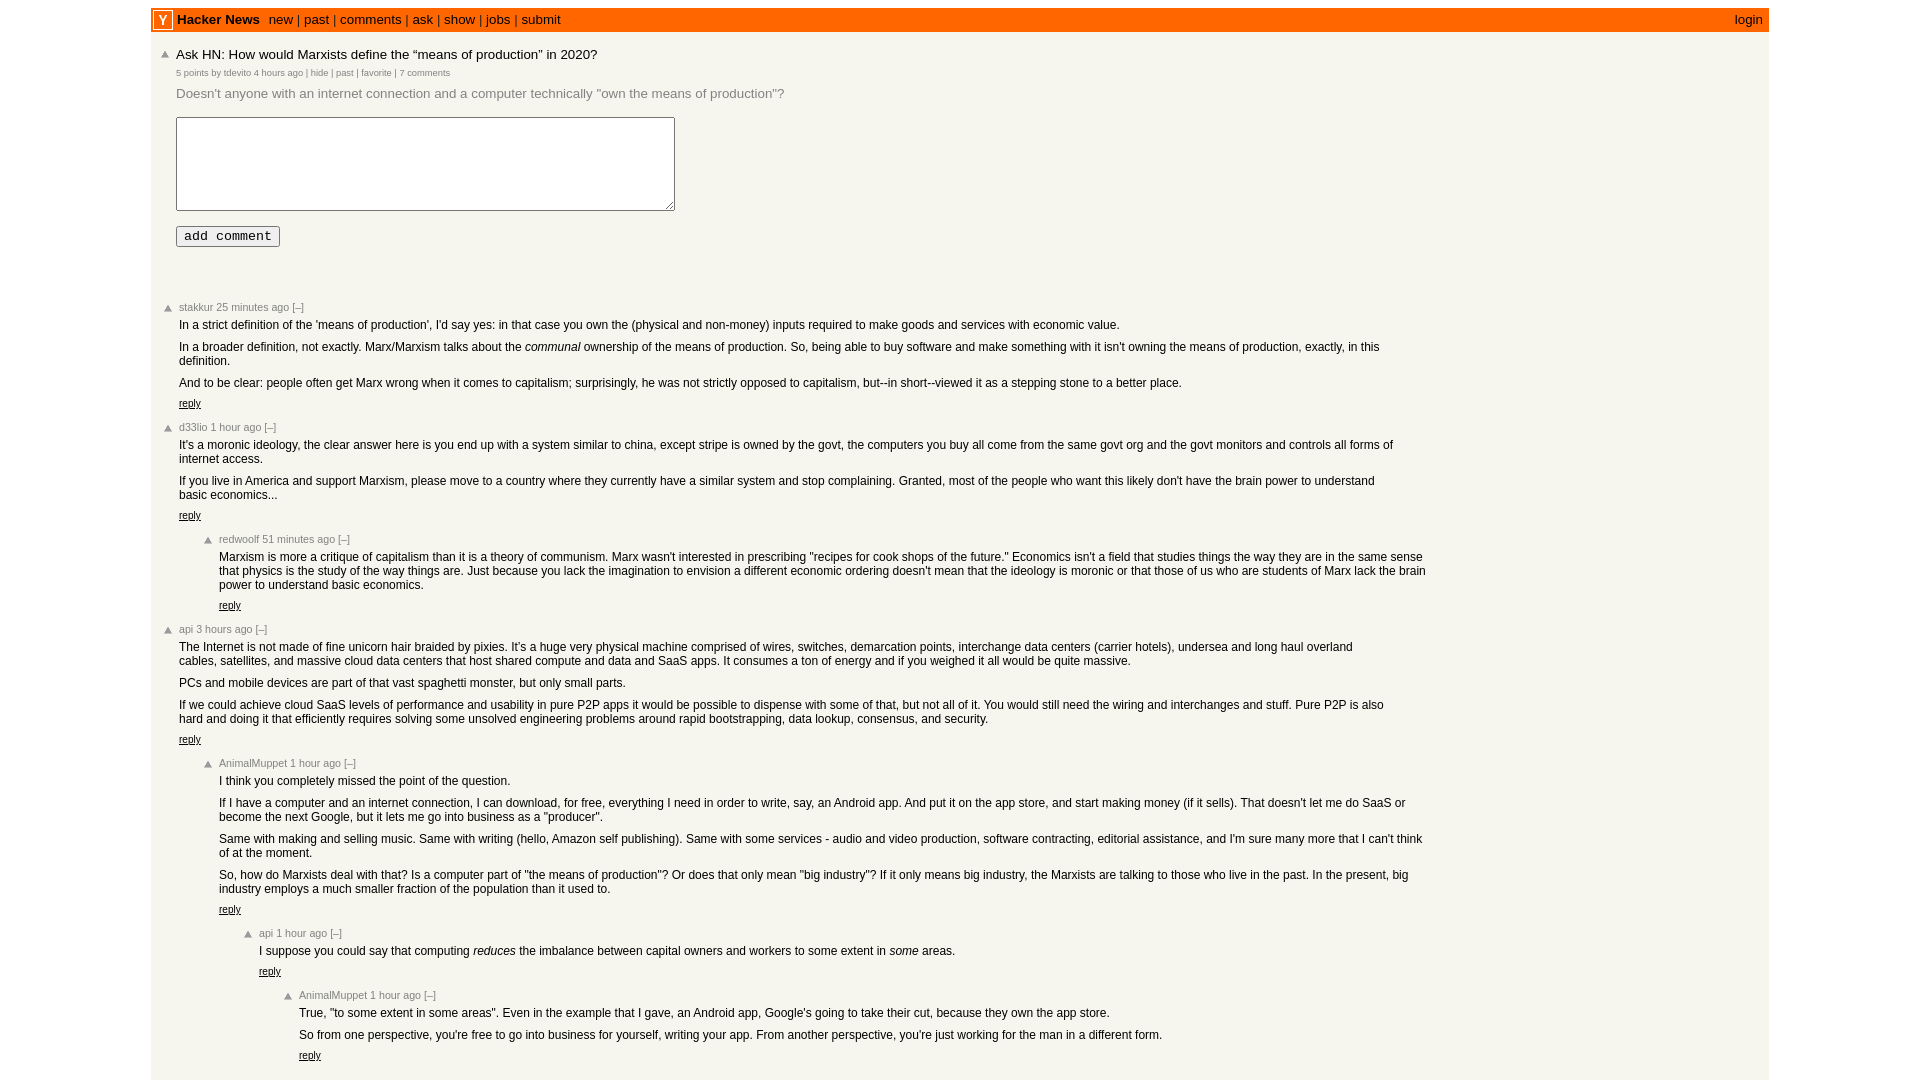 Y Hacker News new | past | comments | ask | show | jobs | submit login
Ask HN: How would Marxists define the “means of production” in 2020?
5 points by tdevito 4 hours ago | hide | past | favorite | 7 comments
Doesn't anyone with an internet connection and a computer technically "own the means of production"?
add comment
stakkur 25 minutes ago [–]
In a strict definition of the 'means of production', I'd say yes: in that case you own the (physical and non-money) inputs required to make goods and services with economic value.
In a broader definition, not exactly. Marx/Marxism talks about the communal ownership of the means of production. So, being able to buy software and make something with it isn't owning the means of production, exactly, in this
definition.
And to be clear: people often get Marx wrong when it comes to capitalism; surprisingly, he was not strictly opposed to capitalism, but--in short--viewed it as a stepping stone to a better place.
reply
d33lio 1 hour ago [–]
It's a moronic ideology, the clear answer here is you end up with a system similar to china, except stripe is owned by the govt, the computers you buy all come from the same govt org and the govt monitors and controls all forms of
internet access.
If you live in America and support Marxism, please move to a country where they currently have a similar system and stop complaining. Granted, most of the people who want this likely don't have the brain power to understand
basic economics...
reply
redwoolf 51 minutes ago [–]
Marxism is more a critique of capitalism than it is a theory of communism. Marx wasn't interested in prescribing "recipes for cook shops of the future." Economics isn't a field that studies things the way they are in the same sense
that physics is the study of the way things are. Just because you lack the imagination to envision a different economic ordering doesn't mean that the ideology is moronic or that those of us who are students of Marx lack the brain
power to understand basic economics.
reply
api 3 hours ago [–]
The Internet is not made of fine unicorn hair braided by pixies. It's a huge very physical machine comprised of wires, switches, demarcation points, interchange data centers (carrier hotels), undersea and long haul overland
cables, satellites, and massive cloud data centers that host shared compute and data and SaaS apps. It consumes a ton of energy and if you weighed it all would be quite massive.
PCs and mobile devices are part of that vast spaghetti monster, but only small parts.
If we could achieve cloud SaaS levels of performance and usability in pure P2P apps it would be possible to dispense with some of that, but not all of it. You would still need the wiring and interchanges and stuff. Pure P2P is also
hard and doing it that efficiently requires solving some unsolved engineering problems around rapid bootstrapping, data lookup, consensus, and security.
reply
AnimalMuppet 1 hour ago [–]
I think you completely missed the point of the question.
If I have a computer and an internet connection, I can download, for free, everything I need in order to write, say, an Android app. And put it on the app store, and start making money (if it sells). That doesn't let me do SaaS or
become the next Google, but it lets me go into business as a "producer".
Same with making and selling music. Same with writing (hello, Amazon self publishing). Same with some services - audio and video production, software contracting, editorial assistance, and I'm sure many more that I can't think
of at the moment.
So, how do Marxists deal with that? Is a computer part of "the means of production"? Or does that only mean "big industry"? If it only means big industry, the Marxists are talking to those who live in the past. In the present, big
industry employs a much smaller fraction of the population than it used to.
reply
api 1 hour ago [–]
I suppose you could say that computing reduces the imbalance between capital owners and workers to some extent in some areas.
reply
AnimalMuppet 1 hour ago [–]
True, "to some extent in some areas". Even in the example that I gave, an Android app, Google's going to take their cut, because they own the app store.
So from one perspective, you're free to go into business for yourself, writing your app. From another perspective, you're just working for the man in a different form.
reply